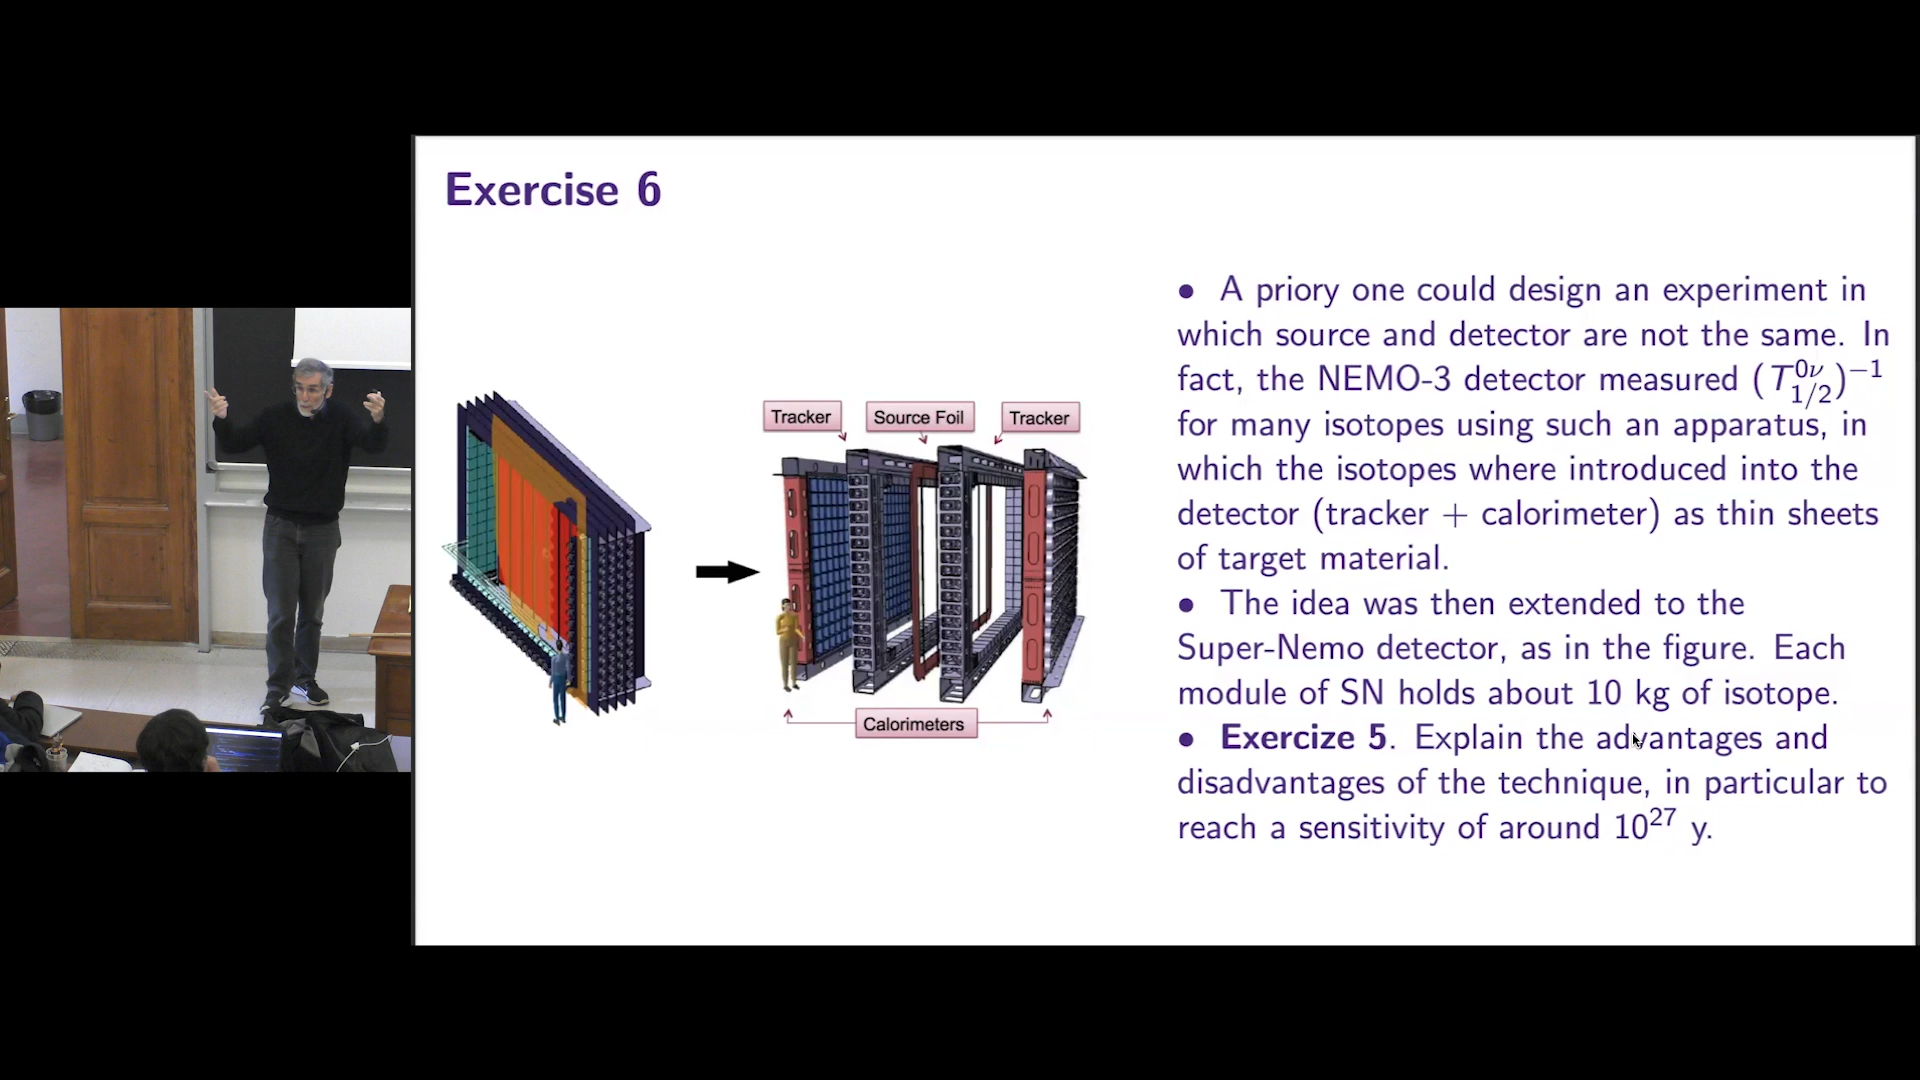 Exercise 6
Tracker
Source Foil
Tracker
Calorimeters
• A priory one could design an experiment in
which source and detector are not the same. In
fact, the NEMO-3 detector measured (T^{0ν}_{1/2})^{−1}
for many isotopes using such an apparatus, in
which the isotopes where introduced into the
detector (tracker + calorimeter) as thin sheets
of target material.
• The idea was then extended to the
Super-Nemo detector, as in the figure. Each
module of SN holds about 10 kg of isotope.
• Exercize 5. Explain the advantages and
disadvantages of the technique, in particular to
reach a sensitivity of around 10^{27} y.